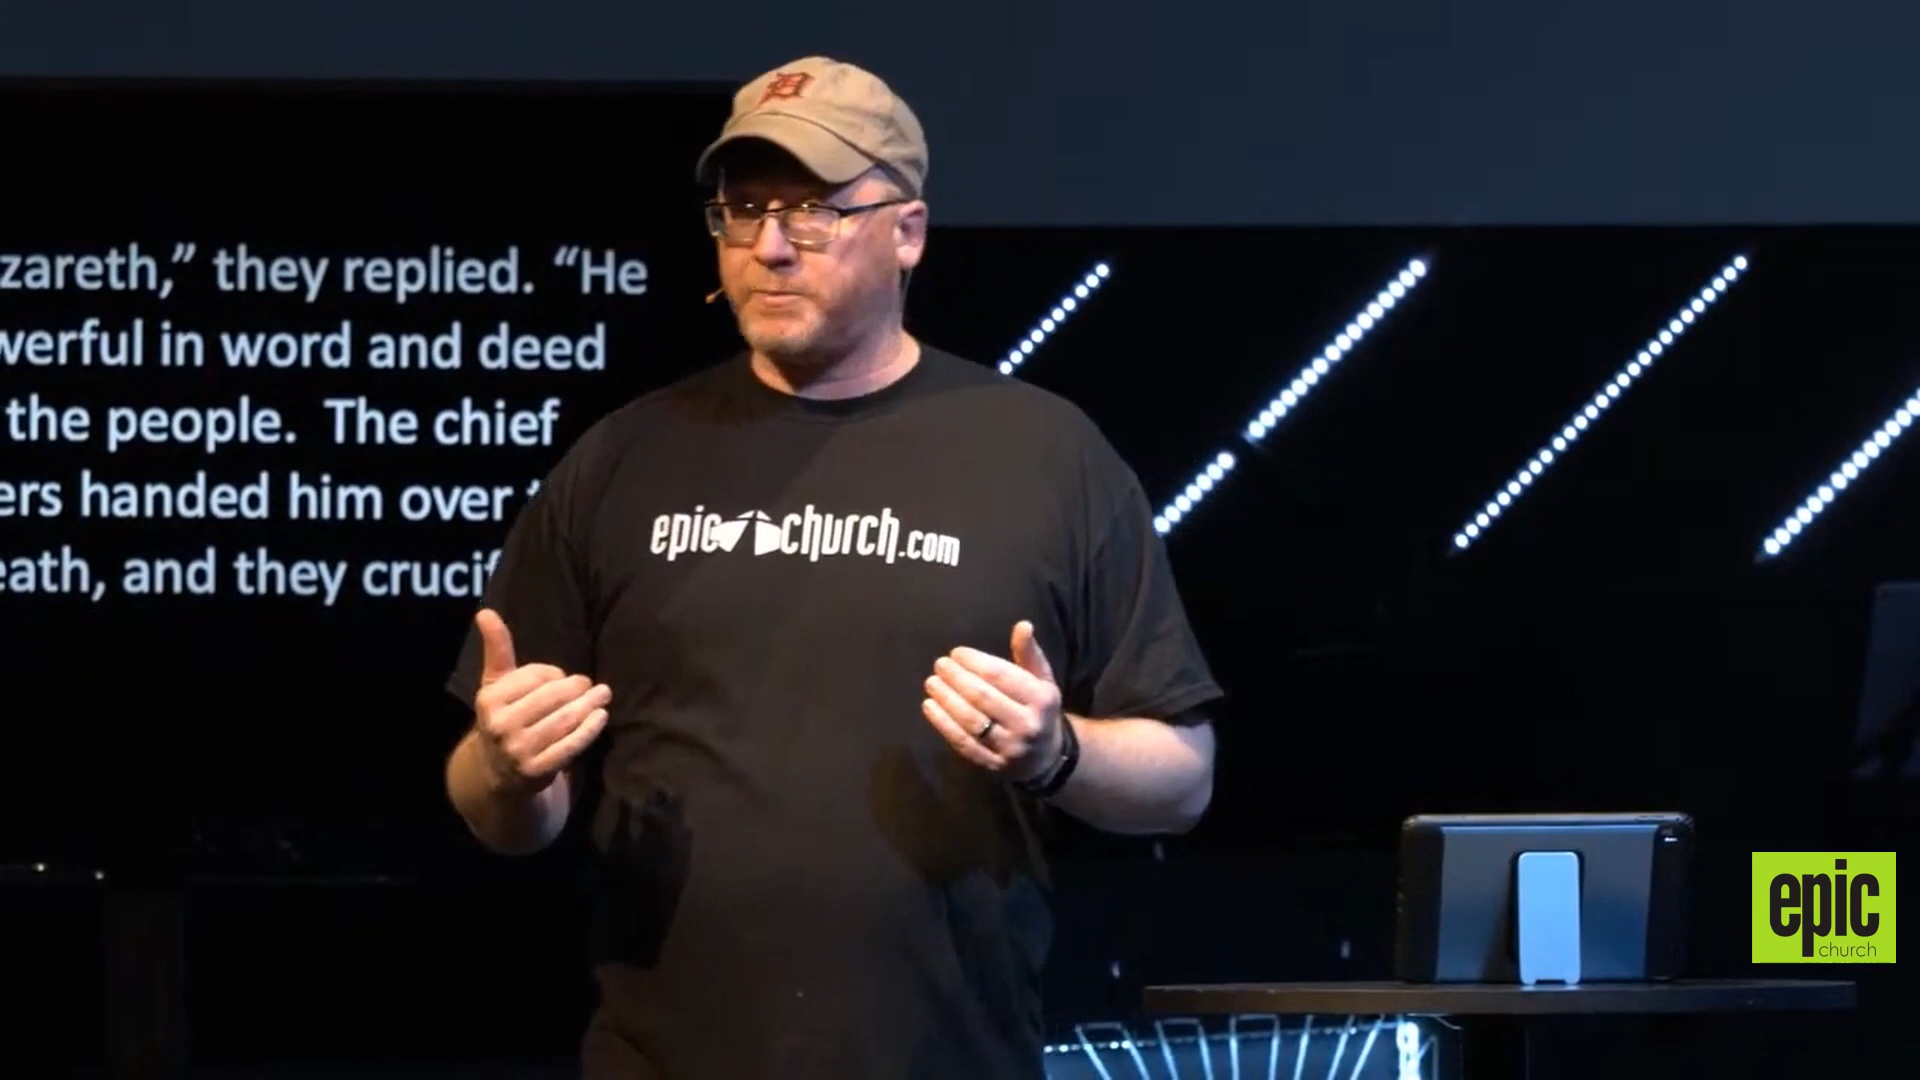 D
zareth,” they replied. “He
werful in word and deed
the people. The chief
ers handed him over
eath, and they crucif
epic church.com
epic
church